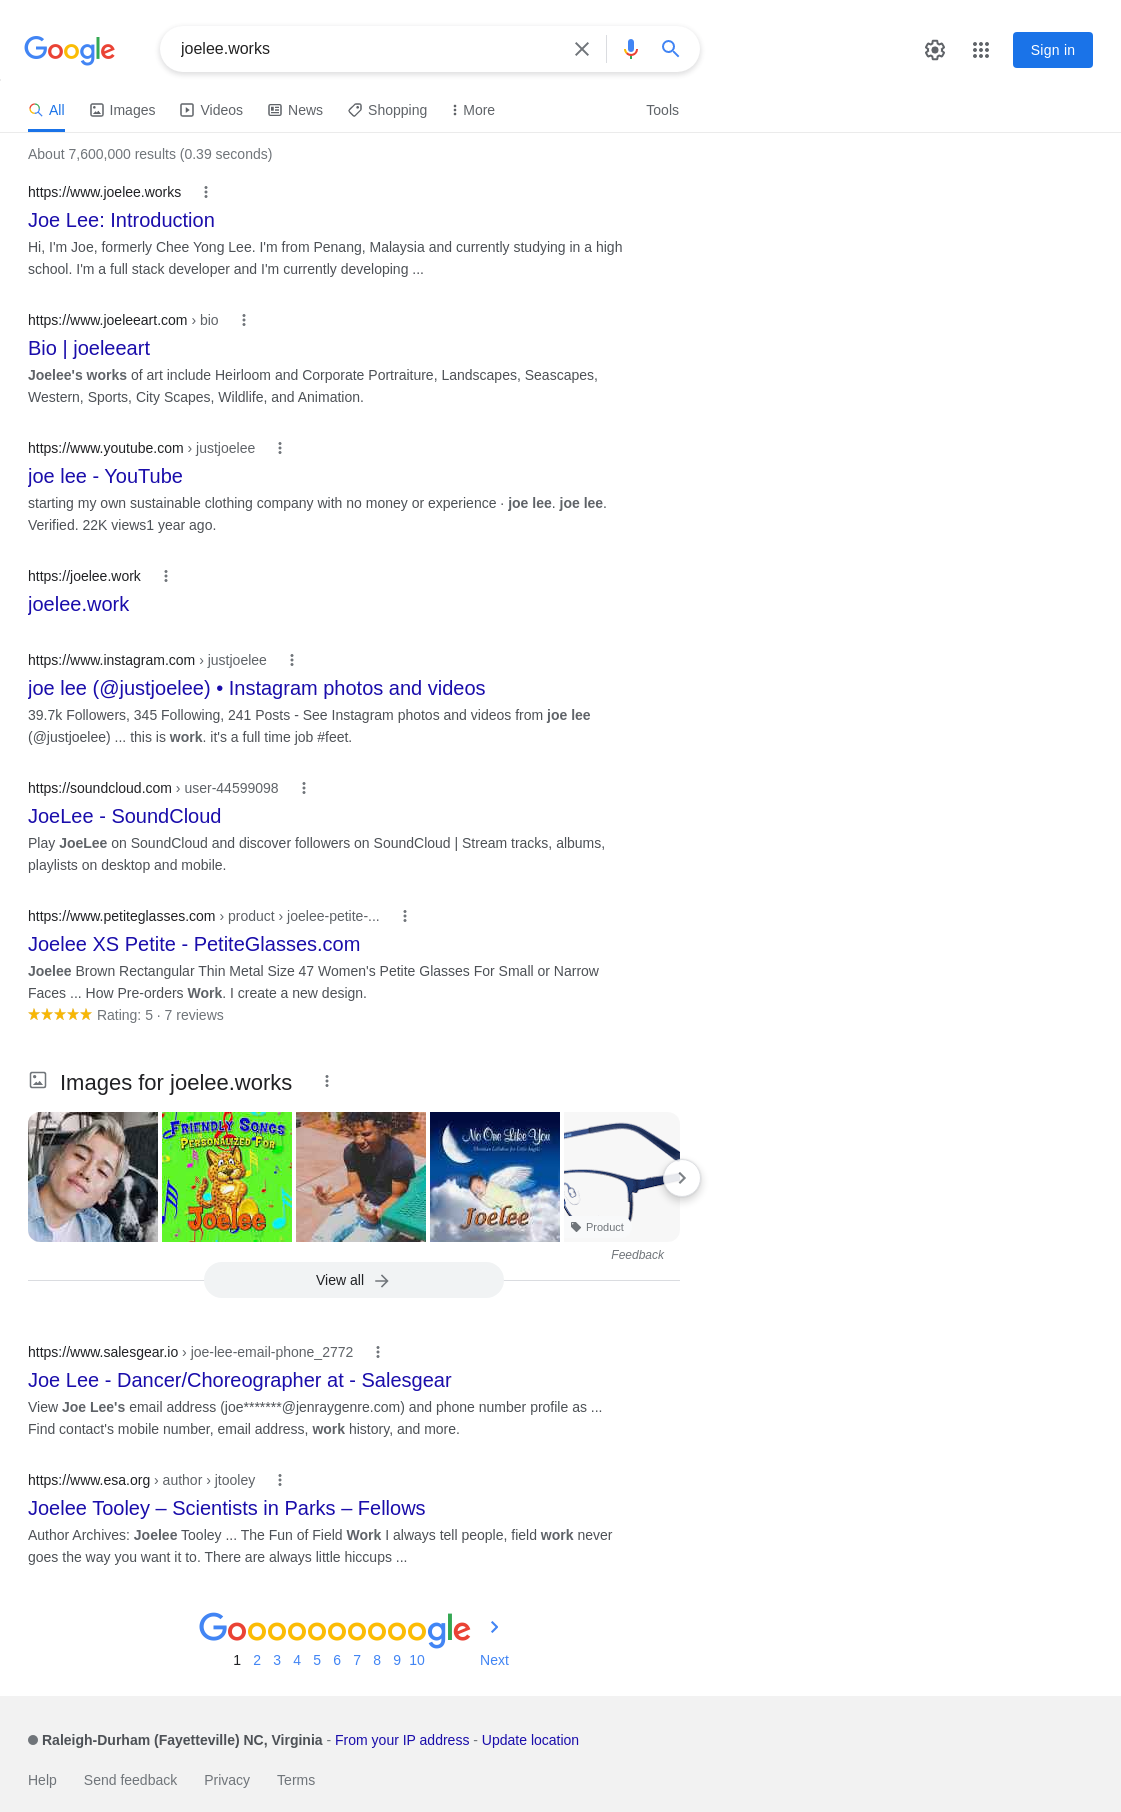 Google
joelee.works
Sign in
All
Images
Videos
News
Shopping
More
Tools
About 7,600,000 results (0.39 seconds)
https://www.joelee.works
Joe Lee: Introduction
Hi, I'm Joe, formerly Chee Yong Lee. I'm from Penang, Malaysia and currently studying in a high
school. I'm a full stack developer and I'm currently developing ...
https://www.joeleeart.com › bio
Bio | joeleeart
Joelee's works of art include Heirloom and Corporate Portraiture, Landscapes, Seascapes,
Western, Sports, City Scapes, Wildlife, and Animation.
https://www.youtube.com › justjoelee
joe lee - YouTube
starting my own sustainable clothing company with no money or experience · joe lee. joe lee.
Verified. 22K views1 year ago.
https://joelee.work
joelee.work
https://www.instagram.com › justjoelee
joe lee (@justjoelee) • Instagram photos and videos
39.7k Followers, 345 Following, 241 Posts - See Instagram photos and videos from joe lee
(@justjoelee) ... this is work. it's a full time job #feet.
https://soundcloud.com › user-44599098
JoeLee - SoundCloud
Play JoeLee on SoundCloud and discover followers on SoundCloud | Stream tracks, albums,
playlists on desktop and mobile.
https://www.petiteglasses.com › product › joelee-petite-...
Joelee XS Petite - PetiteGlasses.com
Joelee Brown Rectangular Thin Metal Size 47 Women's Petite Glasses For Small or Narrow
Faces ... How Pre-orders Work. I create a new design.
Rating: 5 · 7 reviews
Images for joelee.works
Friendly Songs
Personalized For
Joelee
No One Like You
Joelee
Product
Feedback
View all
https://www.salesgear.io › joe-lee-email-phone_2772
Joe Lee - Dancer/Choreographer at - Salesgear
View Joe Lee's email address (joe*******@jenraygenre.com) and phone number profile as ...
Find contact's mobile number, email address, work history, and more.
https://www.esa.org › author › jtooley
Joelee Tooley – Scientists in Parks – Fellows
Author Archives: Joelee Tooley ... The Fun of Field Work I always tell people, field work never
goes the way you want it to. There are always little hiccups ...
Goooooooooogle
1 2 3 4 5 6 7 8 9 10 Next
Raleigh-Durham (Fayetteville) NC, Virginia - From your IP address - Update location
Help Send feedback Privacy Terms